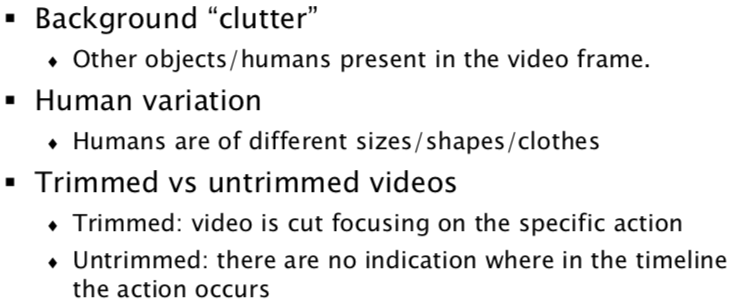 ▪ Background “clutter”
⬧ Other objects/humans present in the video frame.
▪ Human variation
⬧ Humans are of different sizes/shapes/clothes
▪ Trimmed vs untrimmed videos
⬧ Trimmed: video is cut focusing on the specific action
⬧ Untrimmed: there are no indication where in the timeline
the action occurs